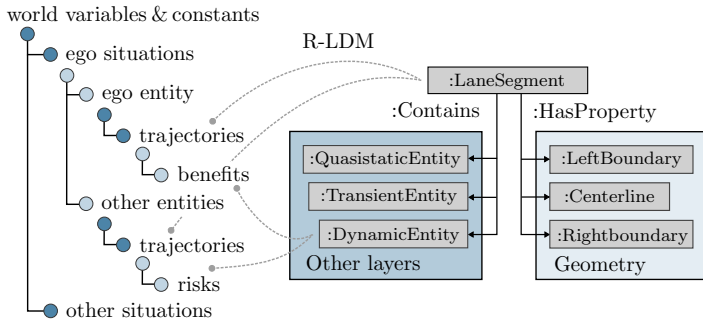 world variables & constants
ego situations
ego entity
trajectories
benefits
other entities
trajectories
risks
other situations
R-LDM
:LaneSegment
:Contains
:HasProperty
:QuasistaticEntity
:TransientEntity
:DynamicEntity
Other layers
:LeftBoundary
:Centerline
:Rightboundary
Geometry